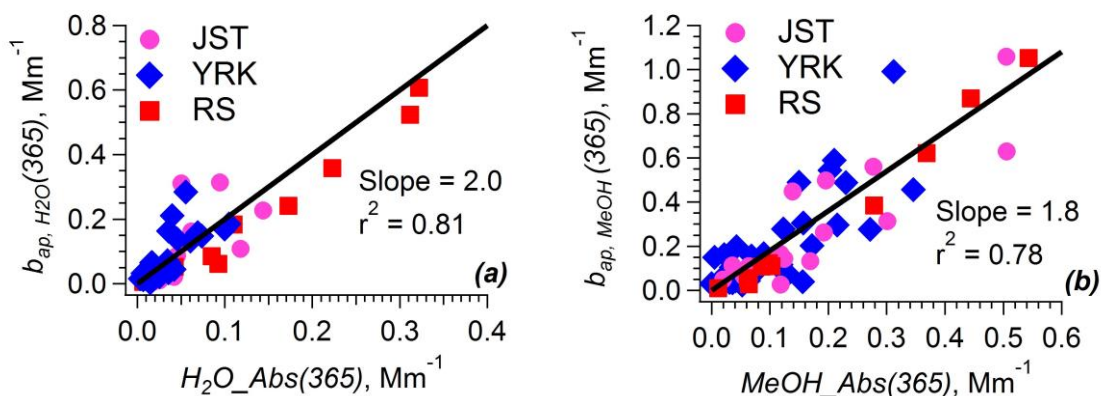 JST
YRK
RS
b_ap, H2O(365), Mm⁻¹
0.8
0.6
0.4
0.2
0.0
Slope = 2.0
r² = 0.81
(a)
0.0 0.1 0.2 0.3 0.4
H₂O_Abs(365), Mm⁻¹
JST
YRK
RS
b_ap, MeOH(365), Mm⁻¹
1.2
1.0
0.8
0.6
0.4
0.2
0.0
Slope = 1.8
r² = 0.78
(b)
0.0 0.1 0.2 0.3 0.4 0.5 0.6
MeOH_Abs(365), Mm⁻¹